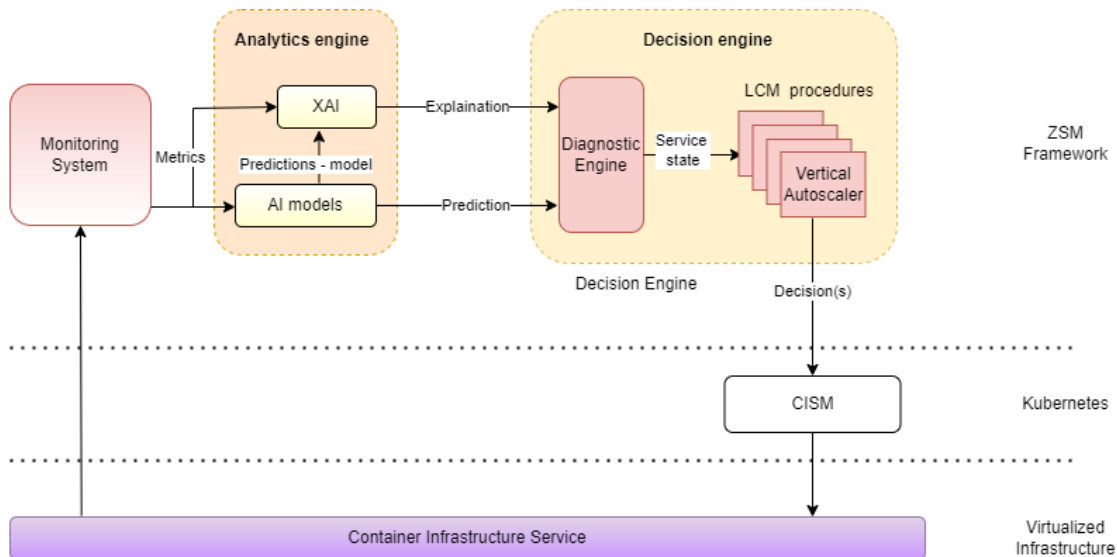 Analytics engine
Decision engine
Monitoring
System
Metrics
XAI
Predictions - model
AI models
Explaination
Prediction
Diagnostic
Engine
Service
state
LCM procedures
Vertical
Autoscaler
ZSM
Framework
Decision Engine
Decision(s)
CISM
Kubernetes
Container Infrastructure Service
Virtualized
Infrastructure